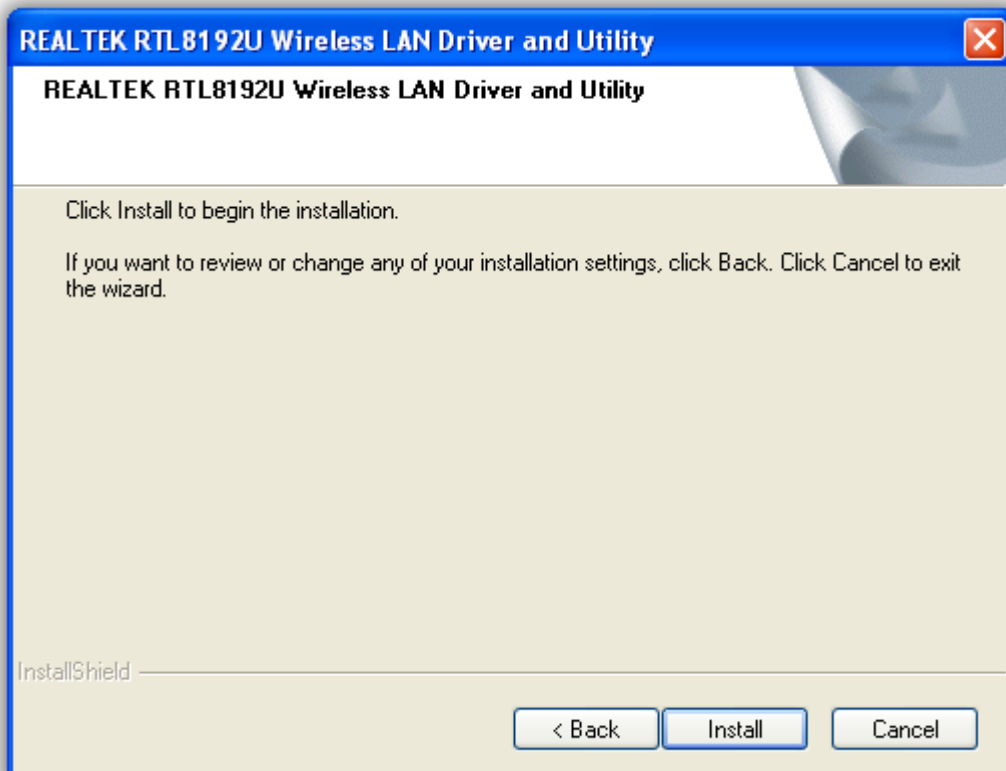 REALTEK RTL8192U Wireless LAN Driver and Utility
REALTEK RTL8192U Wireless LAN Driver and Utility
Click Install to begin the installation.
If you want to review or change any of your installation settings, click Back. Click Cancel to exit
the wizard.
InstallShield
< Back
Install
Cancel